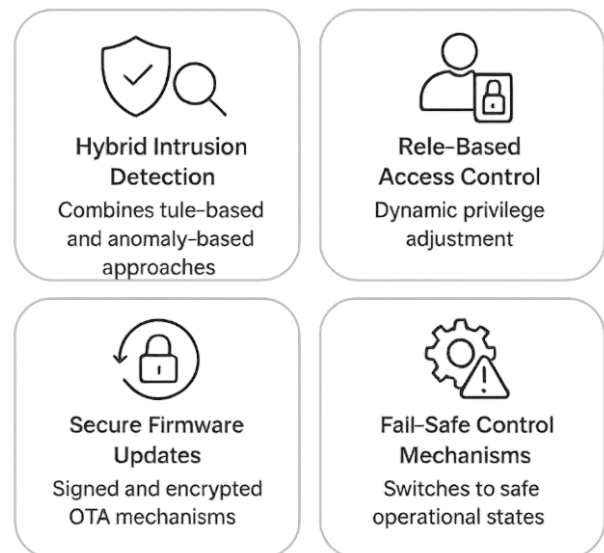 Hybrid Intrusion
Detection
Combines tule-based
and anomaly-based
approaches
Rele-Based
Access Control
Dynamic privilege
adjustment
Secure Firmware
Updates
Signed and encrypted
OTA mechanisms
Fail-Safe Control
Mechanisms
Switches to safe
operational states